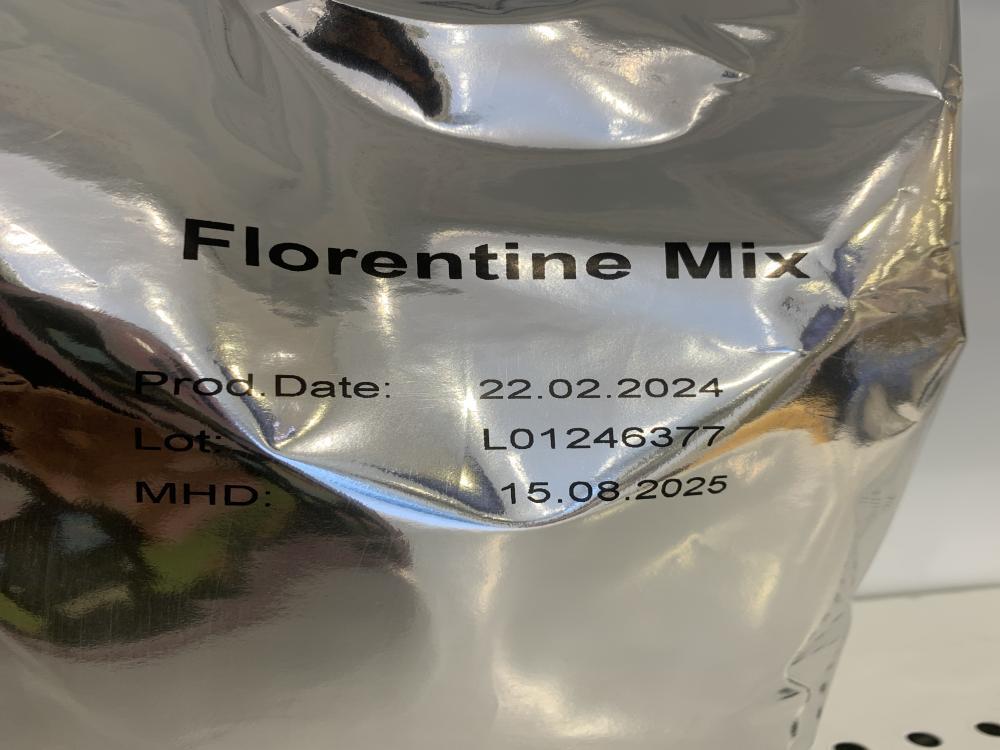 Florentine Mix
Prod.Date: 22.02.2024
Lot: L01246377
MHD: 15.08.2025